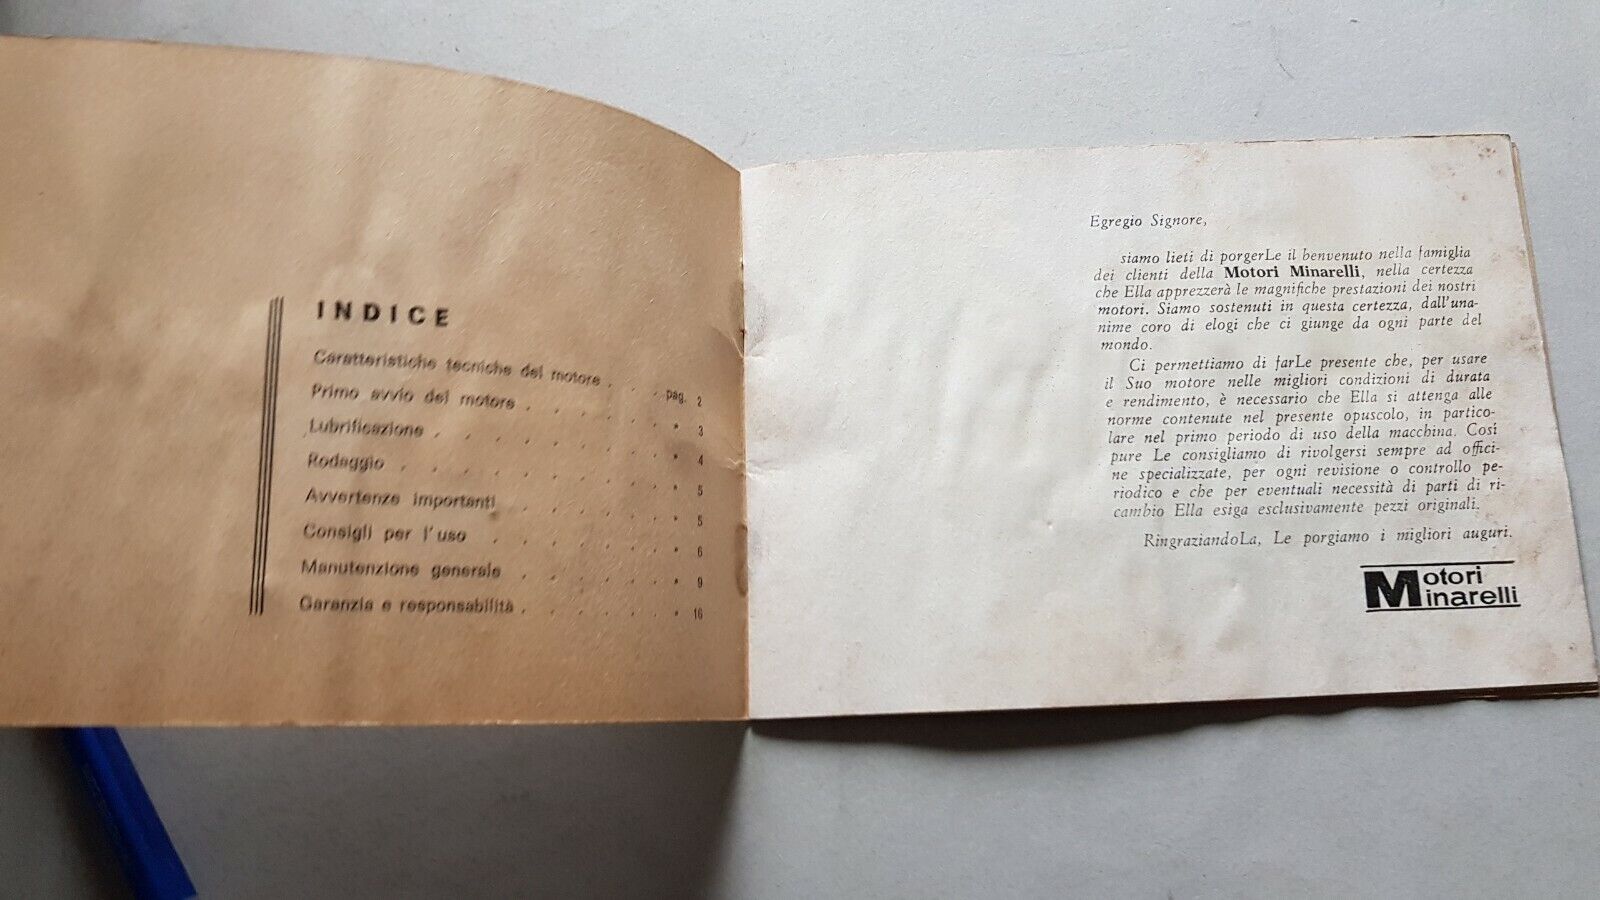 INDICE
Caratteristiche tecniche del motore . . . pag. 2
Primo avvio del motore . . . . . . " 3
Lubrificazione . . . . . . . . " 4
Rodaggio . . . . . . . . . " 5
Avvertenze importanti . . . . . . " 5
Consigli per l'uso . . . . . . . " 6
Manutenzione generale . . . . . . " 9
Garanzia e responsabilità . . . . . . " 16
Egregio Signore,
siamo lieti di porgerLe il benvenuto nella famiglia
dei clienti della Motori Minarelli, nella certezza
che Ella apprezzerà le magnifiche prestazioni dei nostri
motori. Siamo sostenuti in questa certezza, dall'una-
nime coro di elogi che ci giunge da ogni parte del
mondo.
Ci permettiamo di farLe presente che, per usare
il Suo motore nelle migliori condizioni di durata
e rendimento, è necessario che Ella si attenga alle
norme contenute nel presente opuscolo, in partico-
lare nel primo periodo di uso della macchina. Così
pure Le consigliamo di rivolgersi sempre ad offici-
ne specializzate, per ogni revisione o controllo pe-
riodico e che per eventuali necessità di parti di ri-
cambio Ella esiga esclusivamente pezzi originali.
RingraziandoLa, Le porgiamo i migliori auguri.
Motori
Minarelli